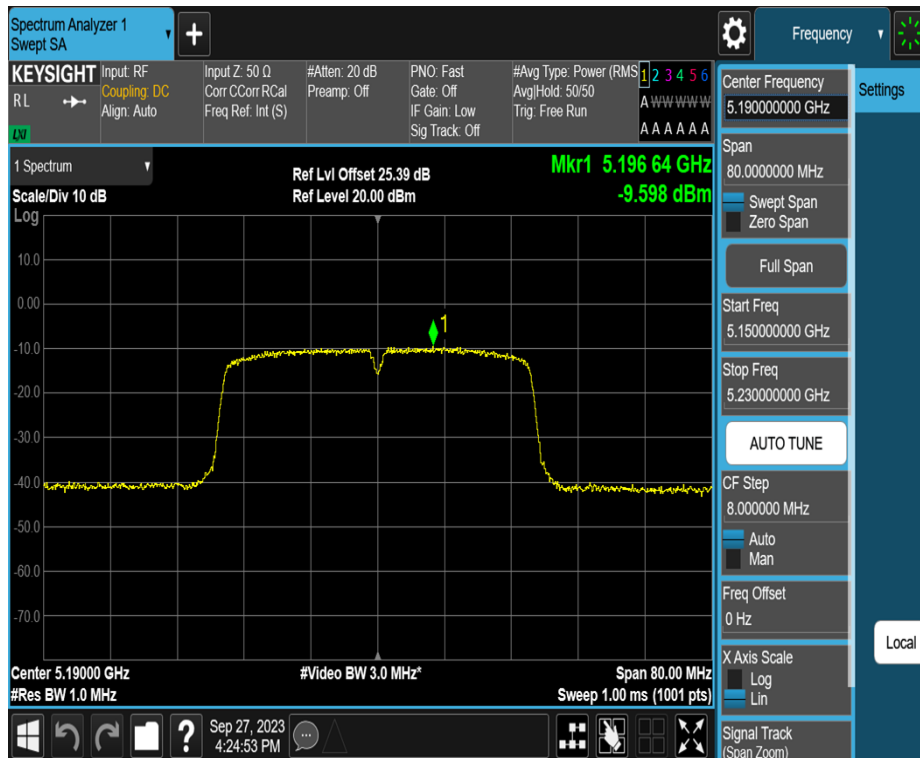 Spectrum Analyzer 1
Swept SA
Frequency
KEYSIGHT
R L
LXI
Input: RF
Coupling: DC
Align: Auto
Input Z: 50 Ω
Corr CCorr RCal
Freq Ref: Int (S)
#Atten: 20 dB
Preamp: Off
PNO: Fast
Gate: Off
IF Gain: Low
Sig Track: Off
#Avg Type: Power (RMS
Avg|Hold: 50/50
Trig: Free Run
1 2 3 4 5 6
A W W W W W
A A A A A A
1 Spectrum
Scale/Div 10 dB
Log
Ref Lvl Offset 25.39 dB
Ref Level 20.00 dBm
Mkr1 5.196 64 GHz
-9.598 dBm
10.0
0.00
1
-10.0
-20.0
-30.0
-40.0
-50.0
-60.0
-70.0
Center 5.19000 GHz
#Res BW 1.0 MHz
#Video BW 3.0 MHz*
Span 80.00 MHz
Sweep 1.00 ms (1001 pts)
Sep 27, 2023
4:24:53 PM
Center Frequency
5.190000000 GHz
Span
80.0000000 MHz
Swept Span
Zero Span
Full Span
Start Freq
5.150000000 GHz
Stop Freq
5.230000000 GHz
AUTO TUNE
CF Step
8.000000 MHz
Auto
Man
Freq Offset
0 Hz
X Axis Scale
Log
Lin
Signal Track
(Span Zoom)
Settings
Local